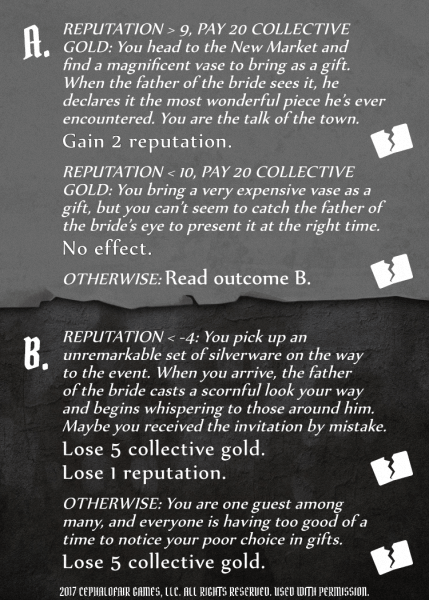 A.
REPUTATION > 9, PAY 20 COLLECTIVE
GOLD: You head to the New Market and
find a magnificent vase to bring as a gift.
When the father of the bride sees it, he
declares it the most wonderful piece he's ever
encountered. You are the talk of the town.
Gain 2 reputation.
REPUTATION < 10, PAY 20 COLLECTIVE
GOLD: You bring a very expensive vase as a
gift, but you can't seem to catch the father of
the bride's eye to present it at the right time.
No effect.
OTHERWISE: Read outcome B.
B.
REPUTATION < -4: You pick up an
unremarkable set of silverware on the way
to the event. When you arrive, the father
of the bride casts a scornful look your way
and begins whispering to those around him.
Maybe you received the invitation by mistake.
Lose 5 collective gold.
Lose 1 reputation.
OTHERWISE: You are one guest among
many, and everyone is having too good of a
time to notice your poor choice in gifts.
Lose 5 collective gold.
2017 CEPHALOFAIR GAMES, LLC. ALL RIGHTS RESERVED. USED WITH PERMISSION.